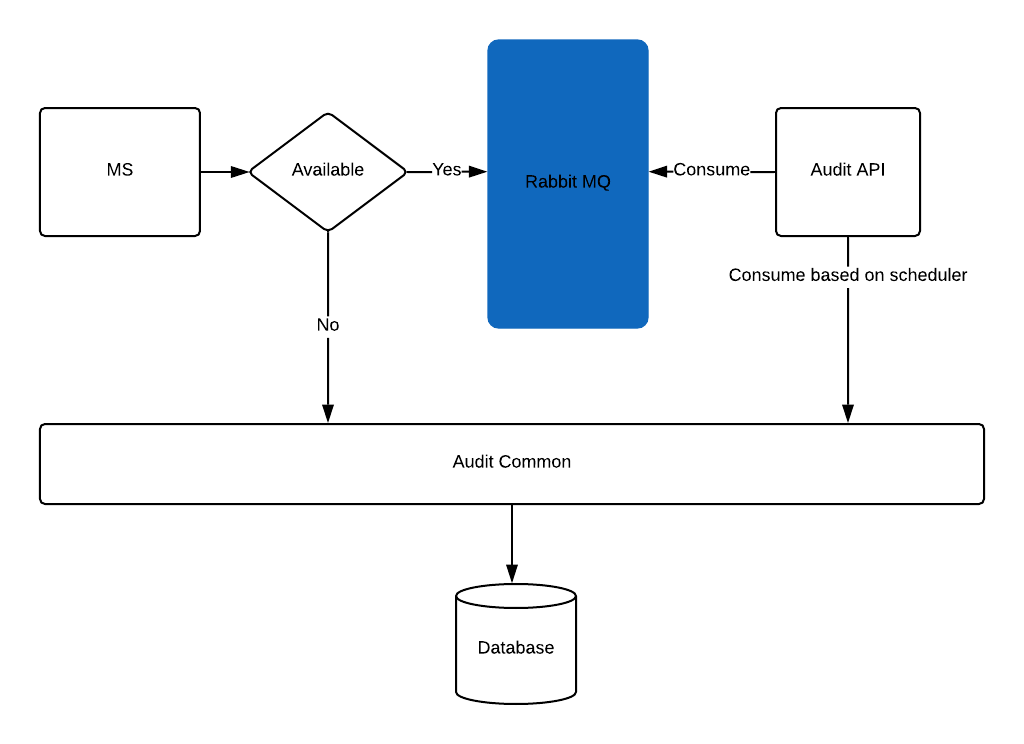 MS
Available
Yes
Rabbit MQ
Consume
Audit API
Consume based on scheduler
No
Audit Common
Database